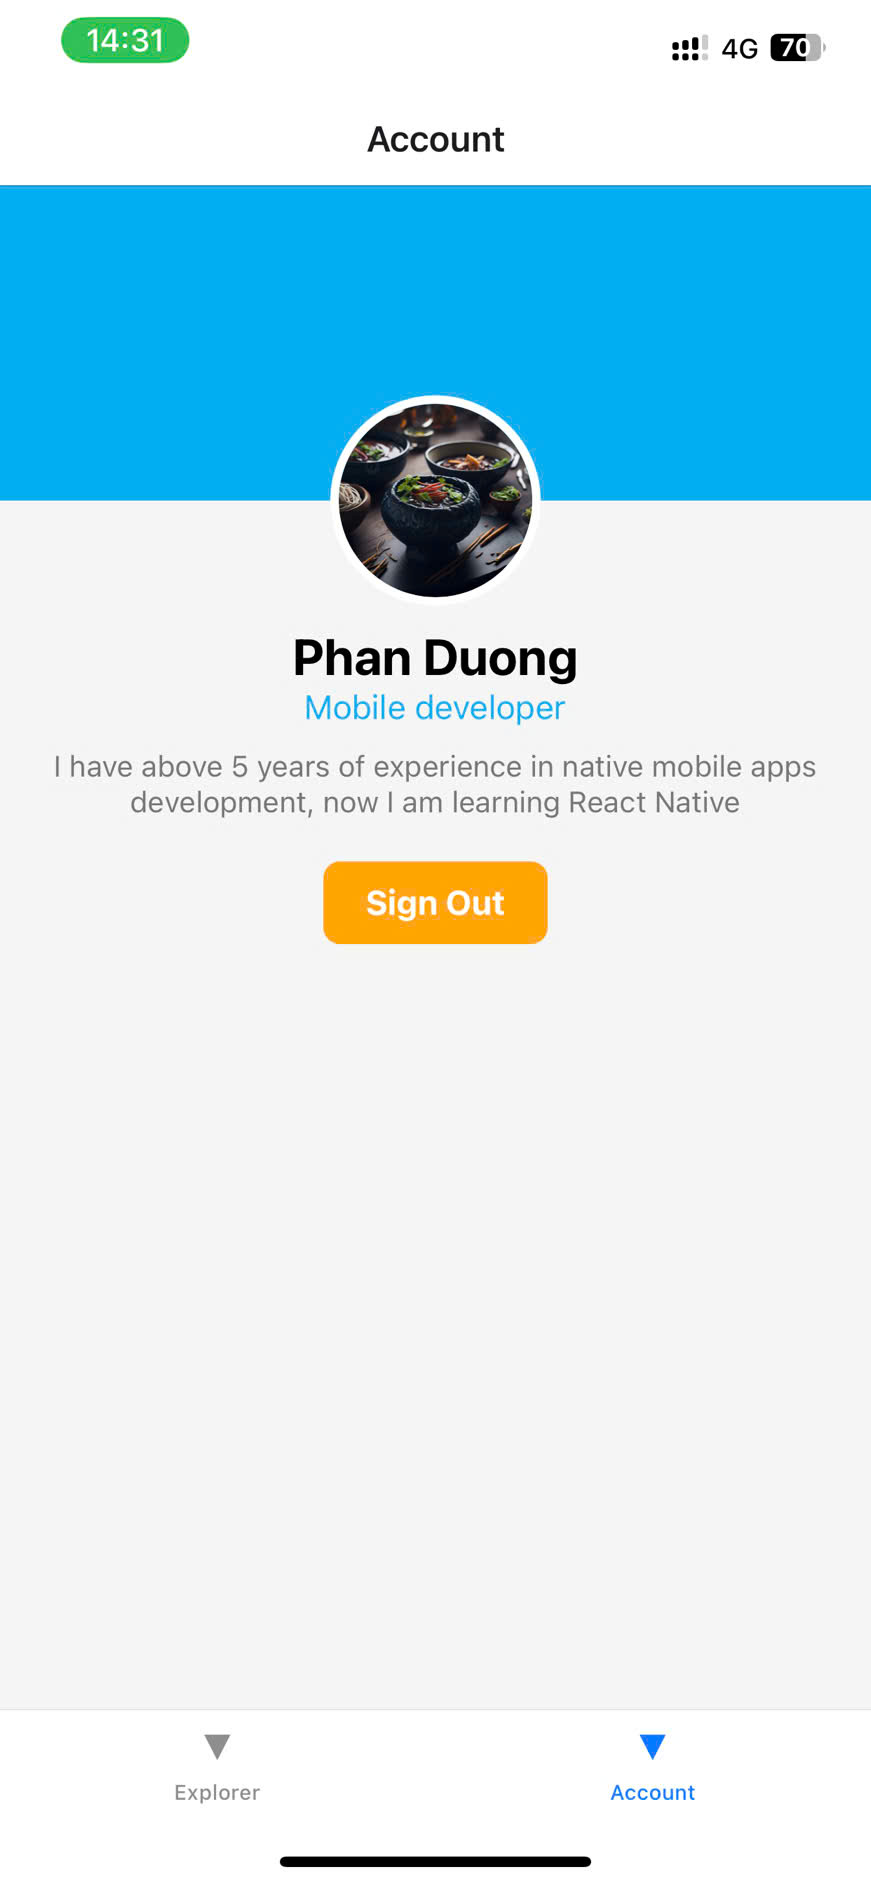 14:31
4G 70
Account
Phan Duong
Mobile developer
I have above 5 years of experience in native mobile apps
development, now I am learning React Native
Sign Out
Explorer
Account